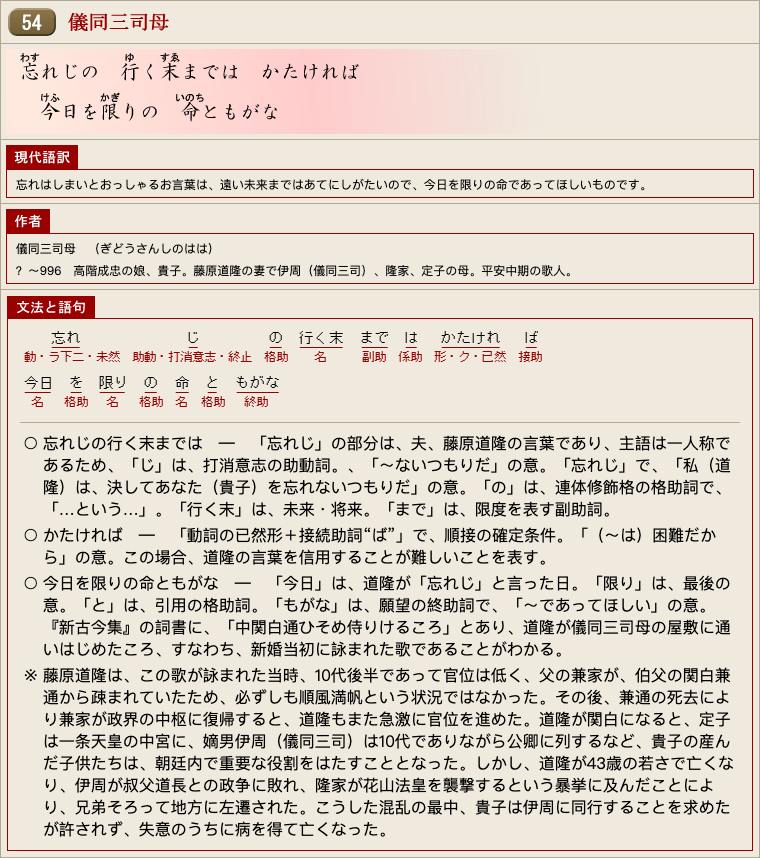 54 儀同三司母
わす ゆ すゑ
忘れじの 行く末までは かたければ
けふ かぎ いのち
今日を限りの 命ともがな
現代語訳
忘れはしまいとおっしゃるお言葉は、遠い未来まではあてにしがたいので、今日を限りの命であってほしいものです。
作者
儀同三司母 (ぎどうさんしのはは)
? ～996 高階成忠の娘、貴子。藤原道隆の妻で伊周(儀同三司)、隆家、定子の母。平安中期の歌人。
文法と語句
忘れ じ の 行く末 まで は かたけれ ば
動・ラ下二・未然 助動・打消意志・終止 格助 名 副助 係助 形・ク・已然 接助
今日 を 限り の 命 と もがな
名 格助 名 格助 名 格助 終助
○ 忘れじの行く末までは ― 「忘れじ」の部分は、夫、藤原道隆の言葉であり、主語は一人称で
あるため、「じ」は、打消意志の助動詞。、「～ないつもりだ」の意。「忘れじ」で、「私(道
隆)は、決してあなた(貴子)を忘れないつもりだ」の意。「の」は、連体修飾格の格助詞で、
「…という…」。「行く末」は、未来・将来。「まで」は、限度を表す副助詞。
○ かたければ ― 「動詞の已然形＋接続助詞“ば”」で、順接の確定条件。「(～は)困難だか
ら」の意。この場合、道隆の言葉を信用することが難しいことを表す。
○ 今日を限りの命ともがな ― 「今日」は、道隆が「忘れじ」と言った日。「限り」は、最後の
意。「と」は、引用の格助詞。「もがな」は、願望の終助詞で、「～であってほしい」の意。
『新古今集』の詞書に、「中関白通ひそめ侍りけるころ」とあり、道隆が儀同三司母の屋敷に通
いはじめたころ、すなわち、新婚当初に詠まれた歌であることがわかる。
※ 藤原道隆は、この歌が詠まれた当時、10代後半であって官位は低く、父の兼家が、伯父の関白兼
通から疎まれていたため、必ずしも順風満帆という状況ではなかった。その後、兼通の死去によ
り兼家が政界の中枢に復帰すると、道隆もまた急激に官位を進めた。道隆が関白になると、定子
は一条天皇の中宮に、嫡男伊周(儀同三司)は10代でありながら公卿に列するなど、貴子の産ん
だ子供たちは、朝廷内で重要な役割をはたすこととなった。しかし、道隆が43歳の若さで亡くな
り、伊周が叔父道長との政争に敗れ、隆家が花山法皇を襲撃するという暴挙に及んだことによ
り、兄弟そろって地方に左遷された。こうした混乱の最中、貴子は伊周に同行することを求めた
が許されず、失意のうちに病を得て亡くなった。